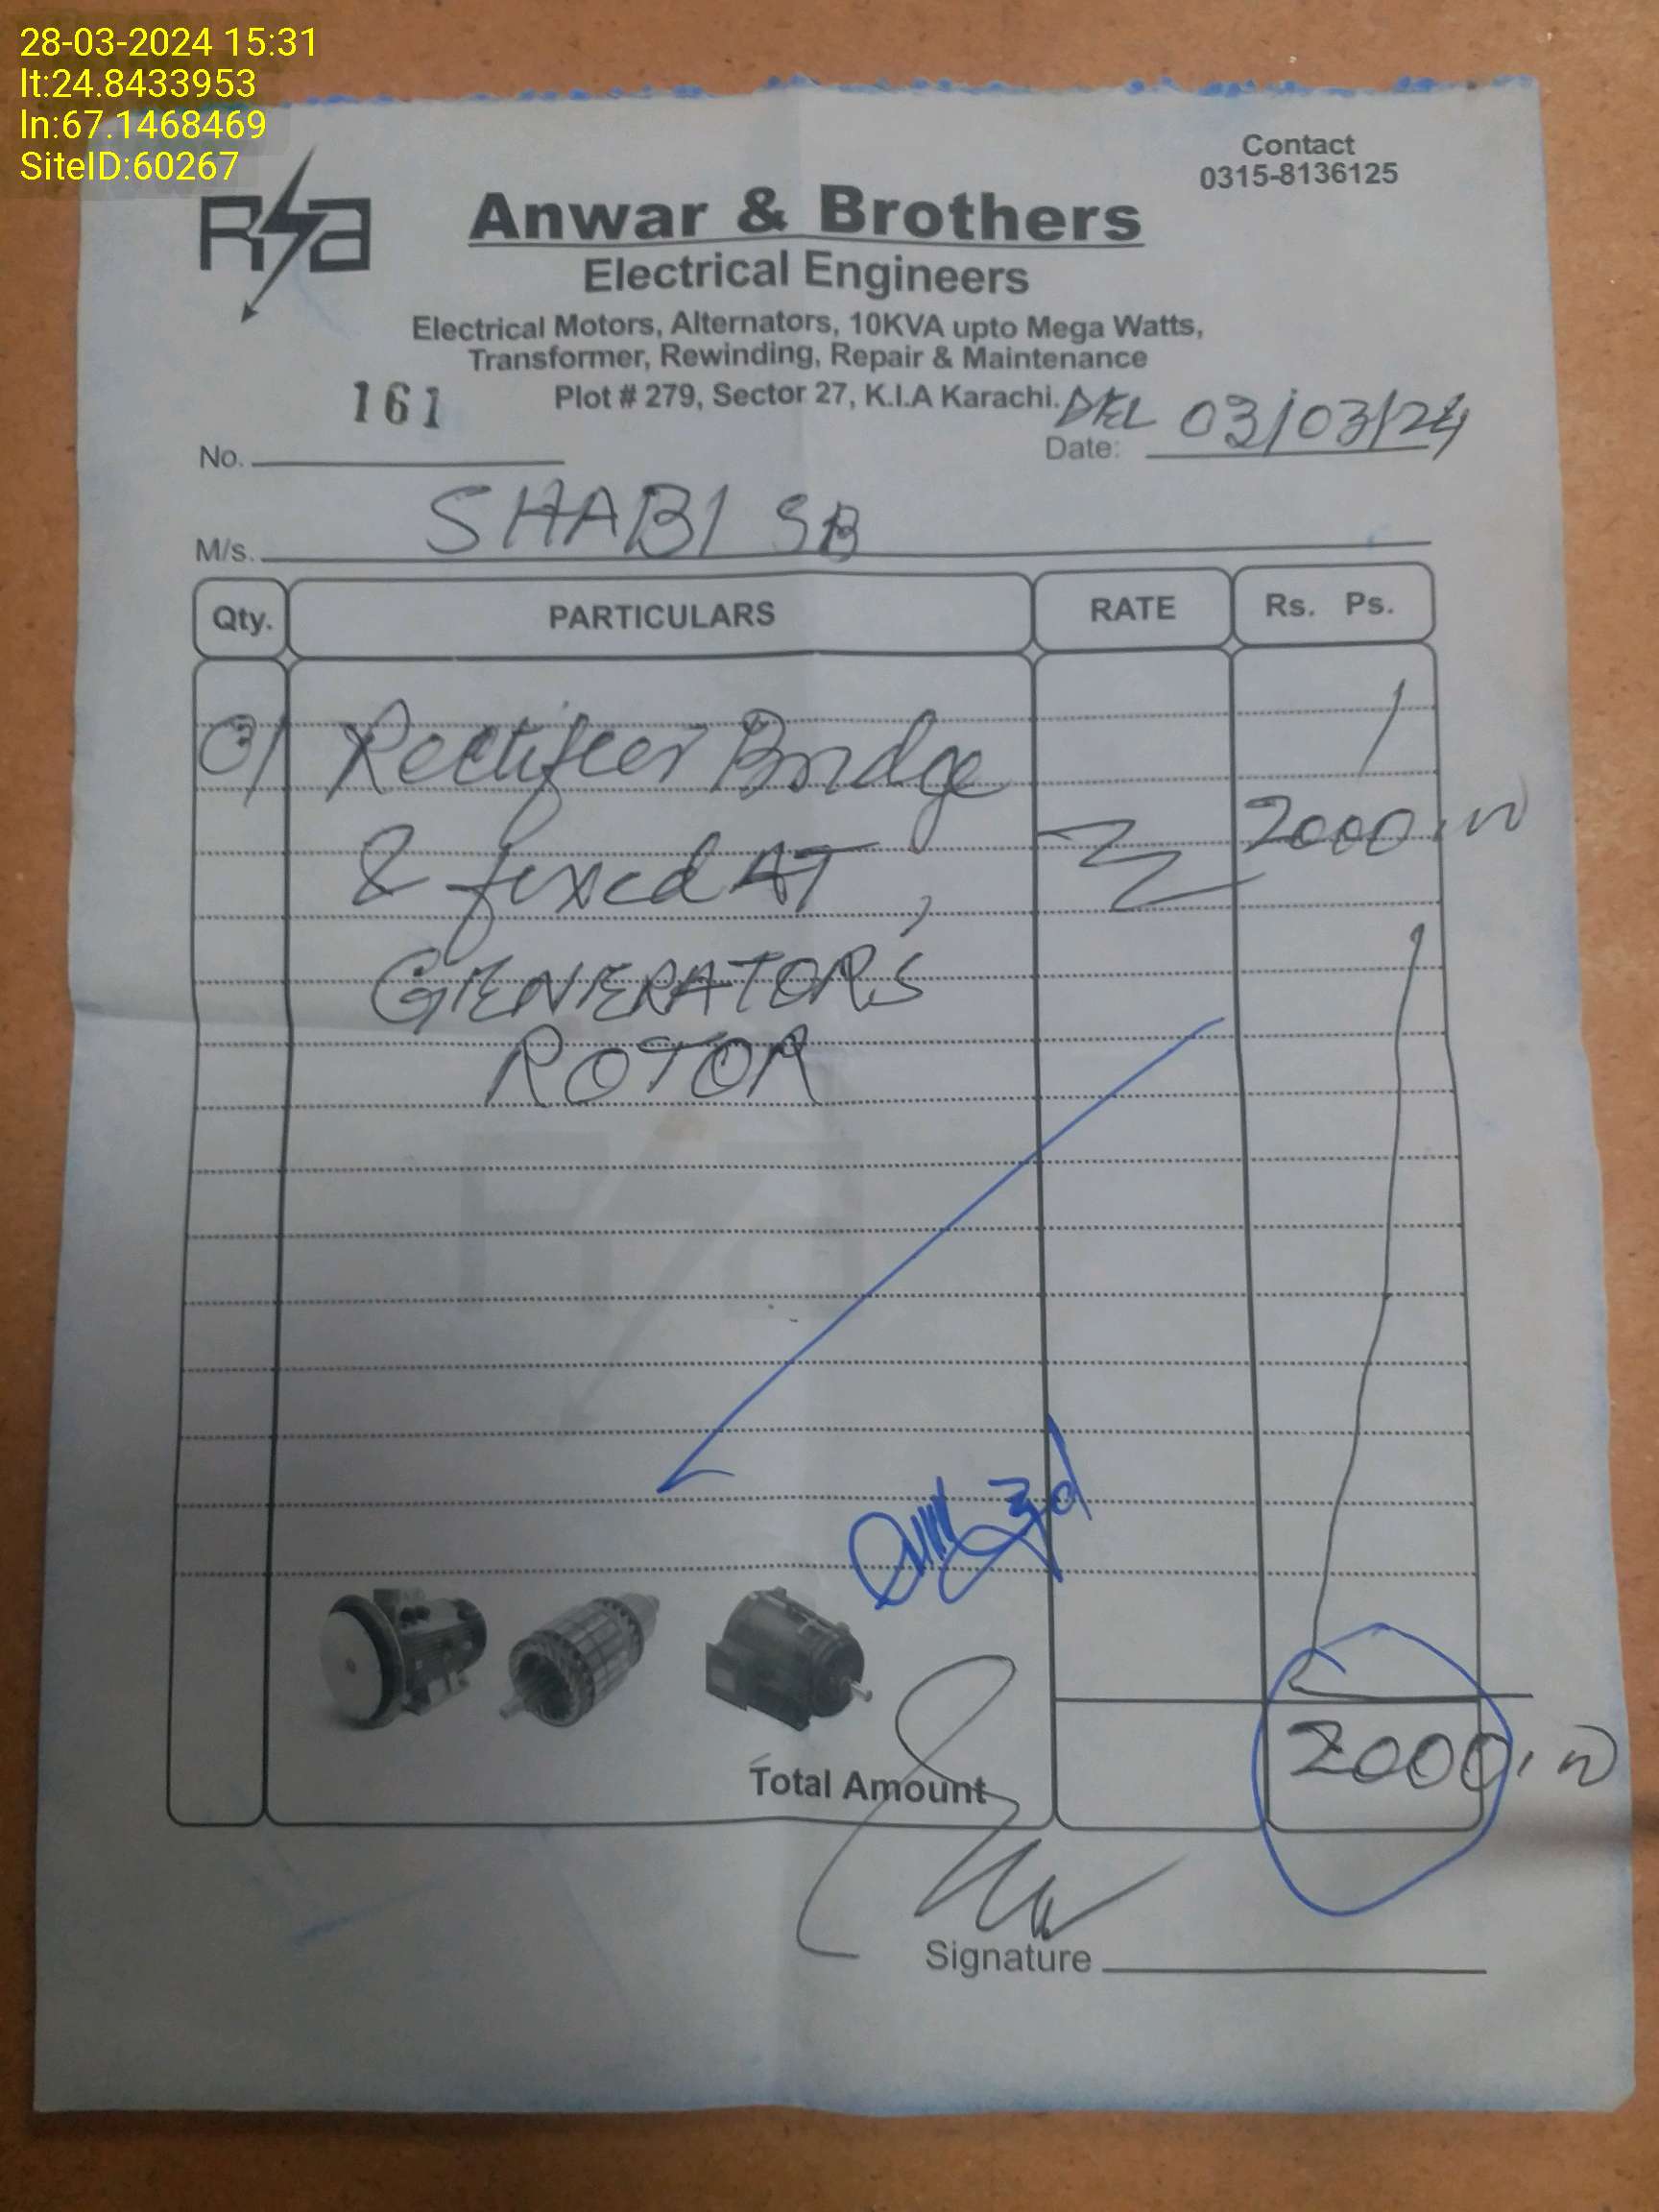 28-03-2024 15:31
lt:24.8433953
ln:67.1468469
SiteID:60267
Contact
0315-8136125
Anwar & Brothers
Electrical Engineers
Electrical Motors, Alternators, 10KVA upto Mega Watts,
Transformer, Rewinding, Repair & Maintenance
Plot # 279, Sector 27, K.I.A Karachi.
No. 161
Date: 03/03/24
M/s. SHABI SB
Qty. PARTICULARS RATE Rs. Ps.
01 Rectifier Bridge
& fixed AT, 2000
GENERATORS
ROTOR
Total Amount 2000
Signature